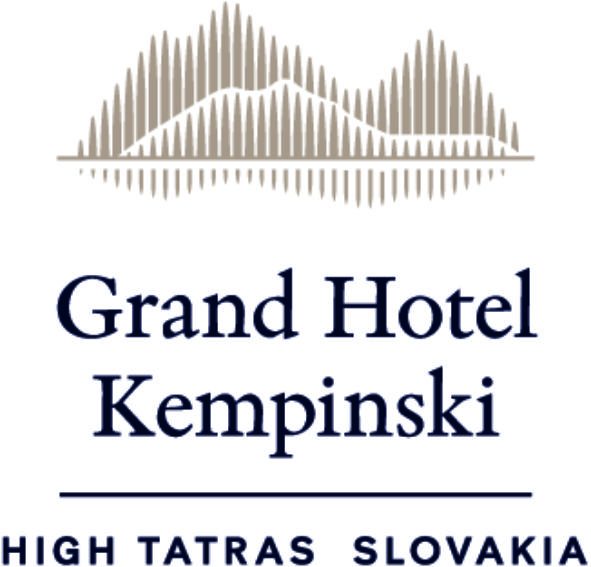 Grand Hotel
Kempinski
HIGH TATRAS SLOVAKIA